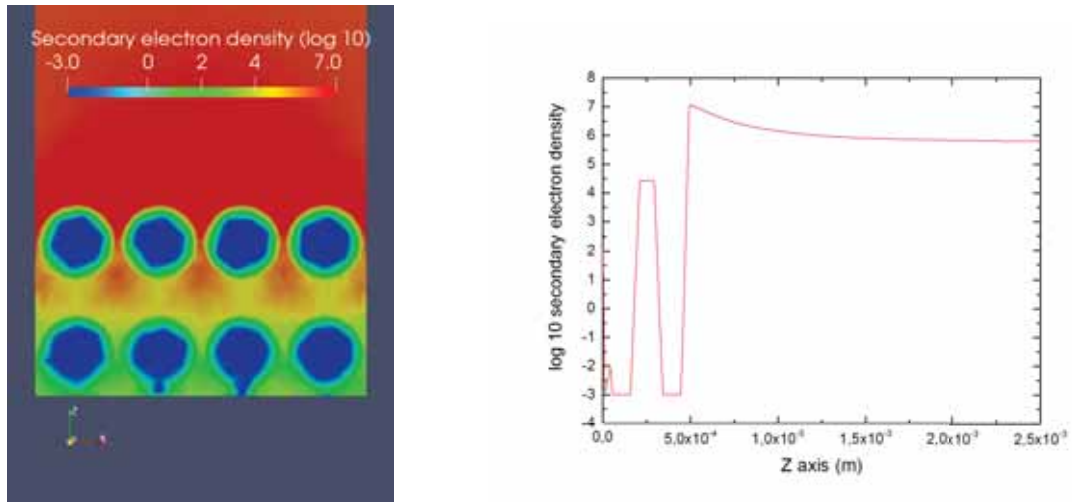 Secondary electron density (log 10)
-3.0 0 2 4 7.0
log 10 secondary electron density
8
7
6
5
4
3
2
1
0
-1
-2
-3
-4
0,0 5,0x10⁻⁴ 1,0x10⁻³ 1,5x10⁻³ 2,0x10⁻³ 2,5x10⁻³
Z axis (m)